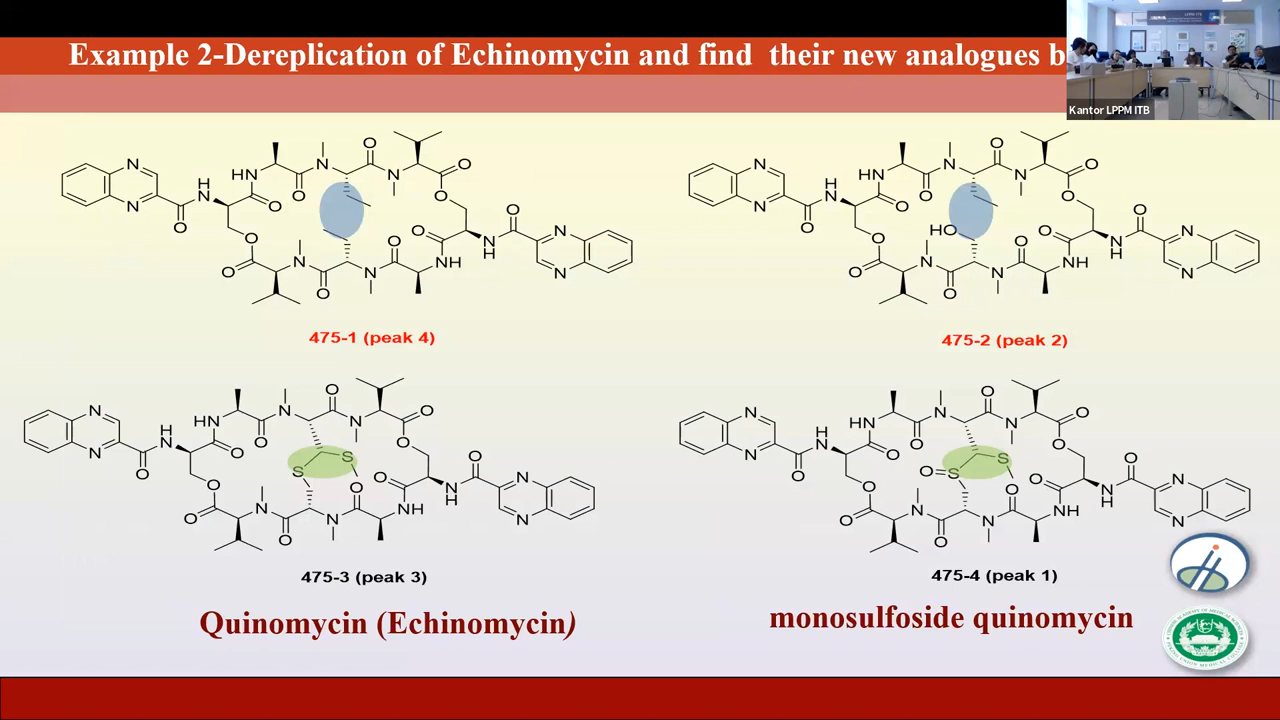 Example 2-Dereplication of Echinomycin and find their new analogues b
Kantor LPPM ITB
475-1 (peak 4)
475-2 (peak 2)
475-3 (peak 3)
475-4 (peak 1)
Quinomycin (Echinomycin)
monosulfoside quinomycin